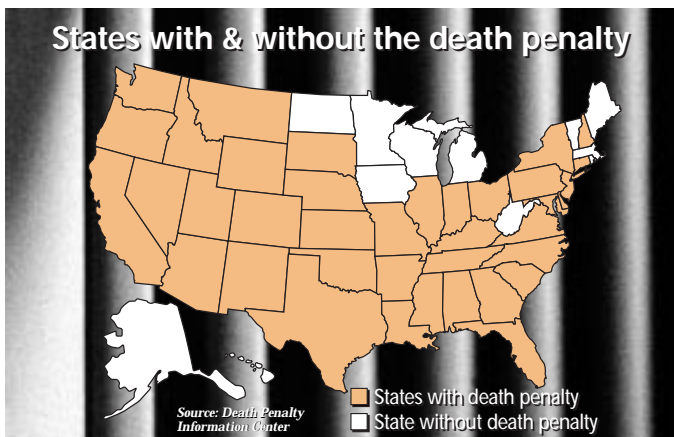 States with & without the death penalty
Source: Death Penalty
Information Center
States with death penalty
State without death penalty